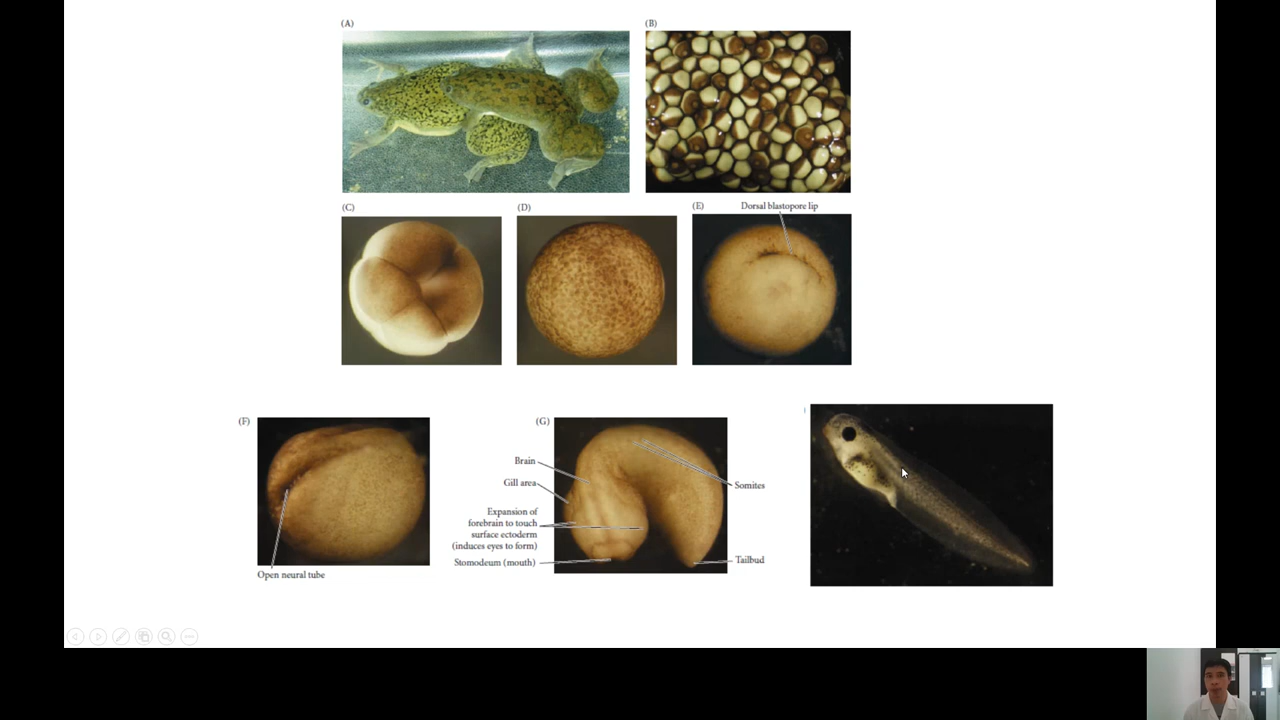 (A)
(B)
(C)
(D)
(E)
Dorsal blastopore lip
(F)
Open neural tube
(G)
Brain
Gill area
Expansion of
forebrain to touch
surface ectoderm
(induces eyes to form)
Stomodeum (mouth)
Somites
Tailbud